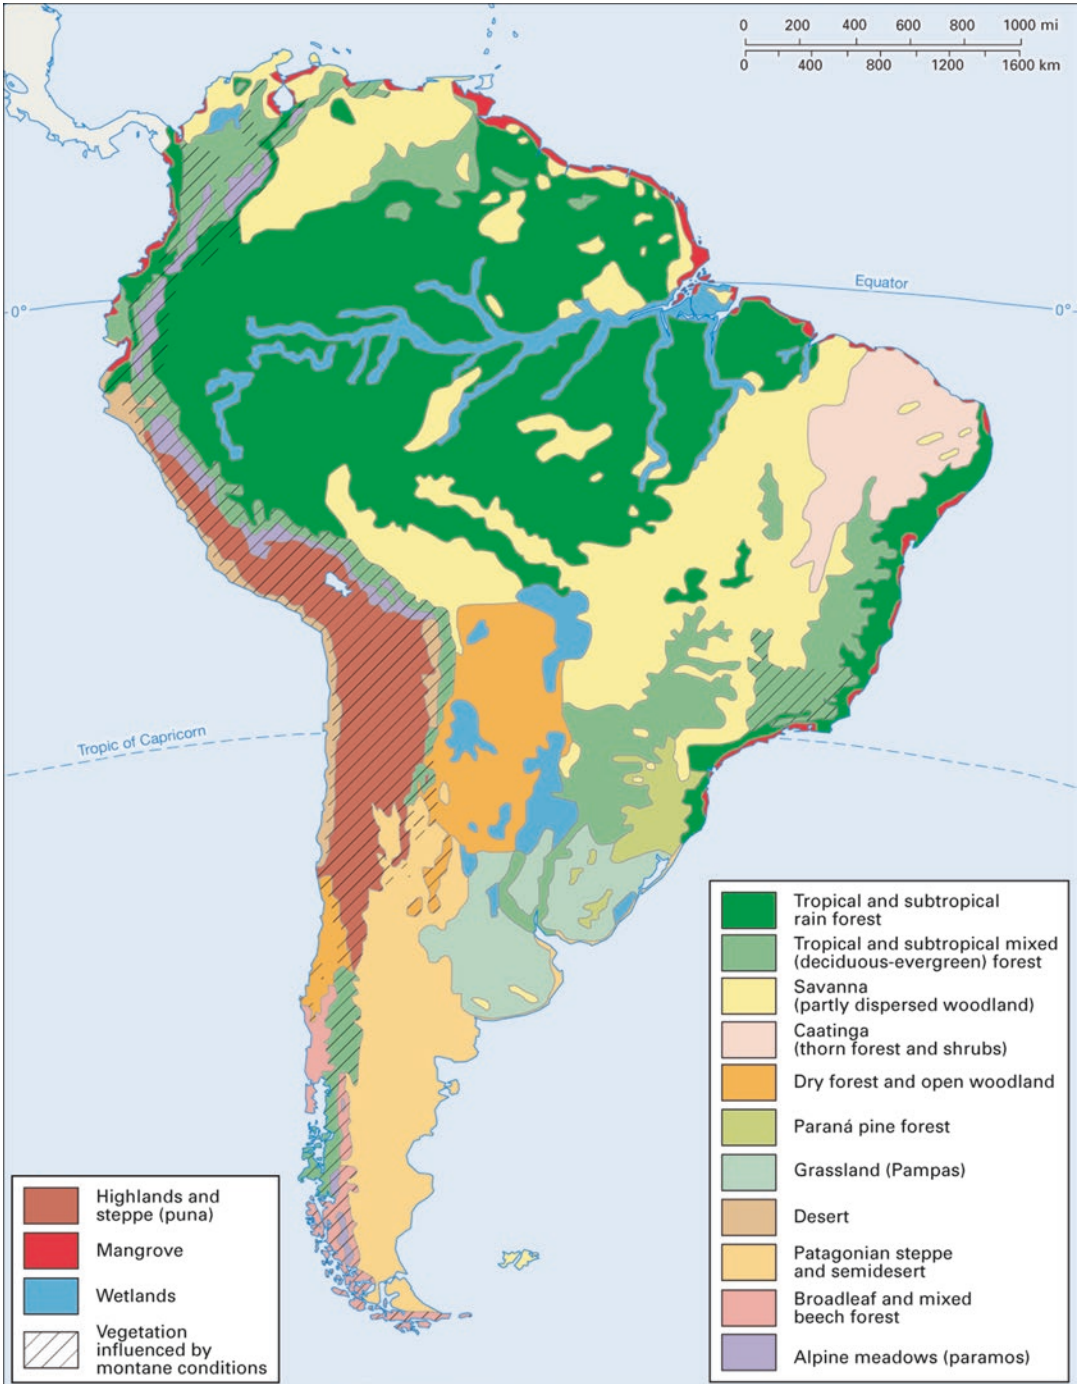 0 200 400 600 800 1000 mi
0 400 800 1200 1600 km
Equator
0°
0°
Tropic of Capricorn
Tropical and subtropical
rain forest
Tropical and subtropical mixed
(deciduous-evergreen) forest
Savanna
(partly dispersed woodland)
Caatinga
(thorn forest and shrubs)
Dry forest and open woodland
Paraná pine forest
Grassland (Pampas)
Desert
Patagonian steppe
and semidesert
Broadleaf and mixed
beech forest
Alpine meadows (paramos)
Highlands and
steppe (puna)
Mangrove
Wetlands
Vegetation
influenced by
montane conditions